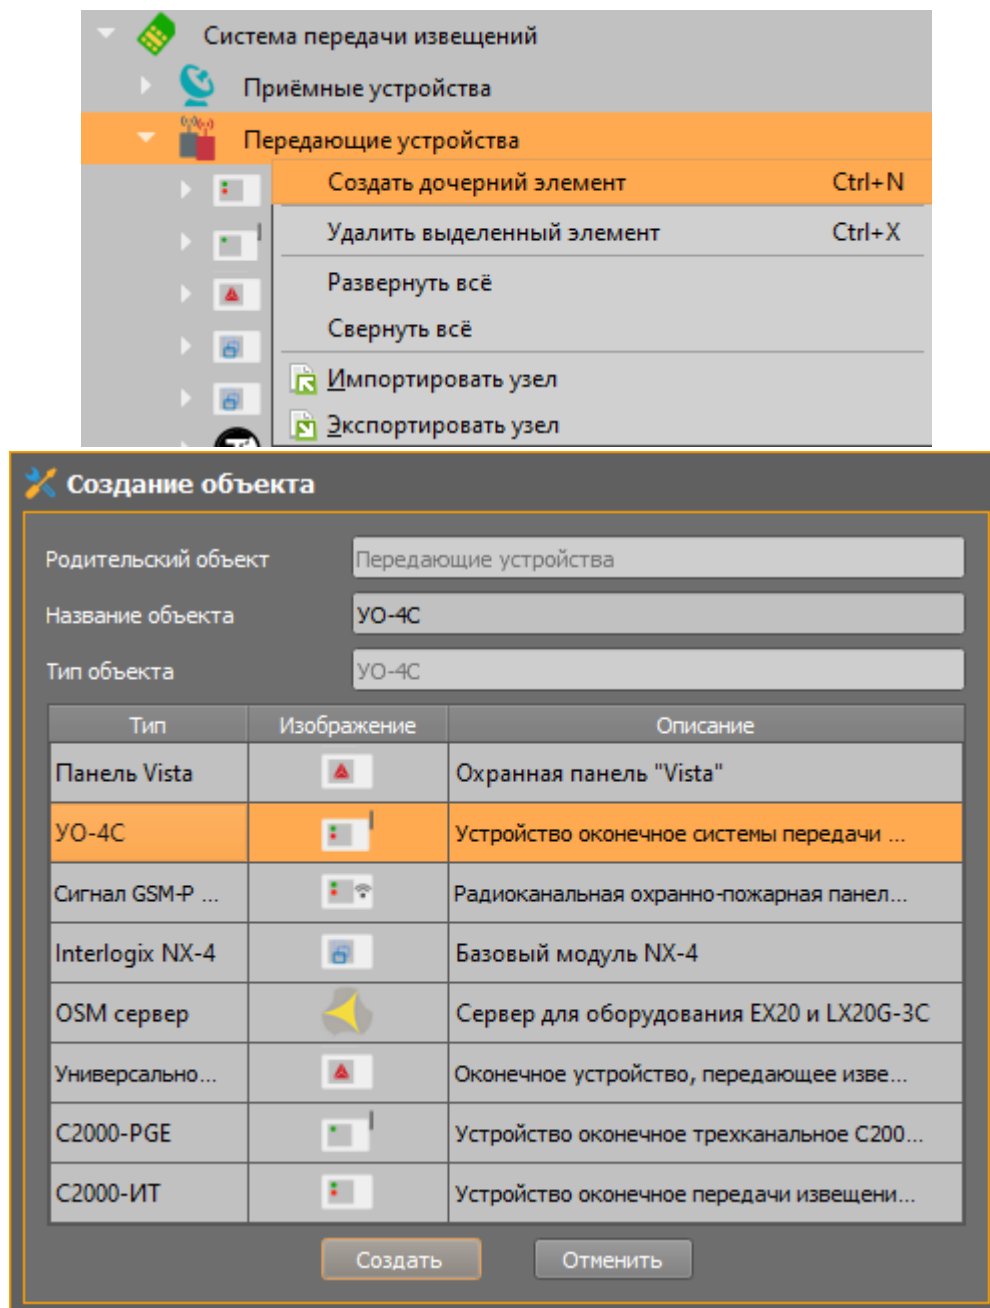 Система передачи извещений
Приёмные устройства
Передающие устройства
Создать дочерний элемент Ctrl+N
Удалить выделенный элемент Ctrl+X
Развернуть всё
Свернуть всё
Импортировать узел
Экспортировать узел
Создание объекта
Родительский объект Передающие устройства
Название объекта УО-4С
Тип объекта УО-4С
Тип Изображение Описание
Панель Vista Охранная панель "Vista"
УО-4С Устройство оконечное системы передачи ...
Сигнал GSM-Р ... Радиоканальная охранно-пожарная панел...
Interlogix NX-4 Базовый модуль NX-4
OSM сервер Сервер для оборудования EX20 и LX20G-3C
Универсально... Оконечное устройство, передающее изве...
С2000-PGE Устройство оконечное трехканальное С200...
С2000-ИТ Устройство оконечное передачи извещени...
Создать Отменить